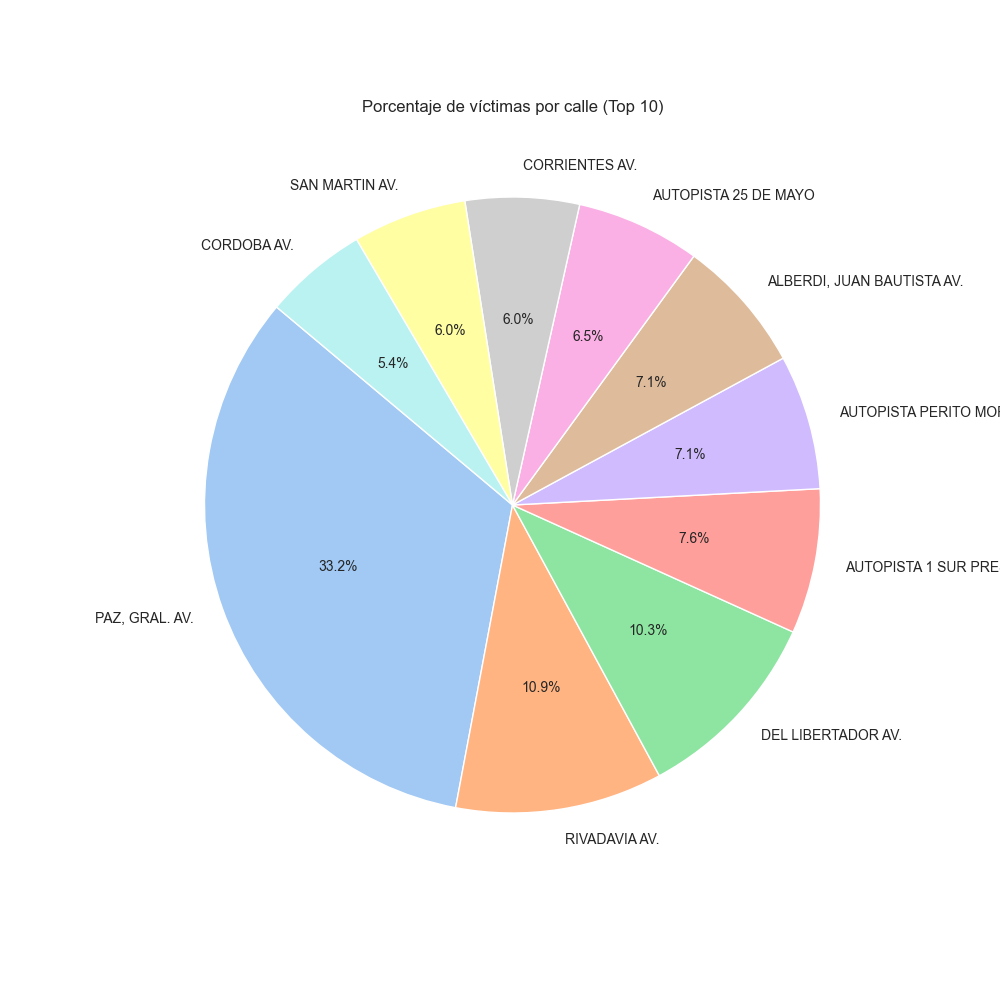 Porcentaje de víctimas por calle (Top 10)
CORRIENTES AV.
SAN MARTIN AV.
AUTOPISTA 25 DE MAYO
CORDOBA AV.
ALBERDI, JUAN BAUTISTA AV.
6.0%
6.0%
6.5%
5.4%
7.1%
AUTOPISTA PERITO
7.1%
7.6%
33.2%
AUTOPISTA 1 SUR
PAZ, GRAL. AV.
10.3%
10.9%
DEL LIBERTADOR AV.
RIVADAVIA AV.